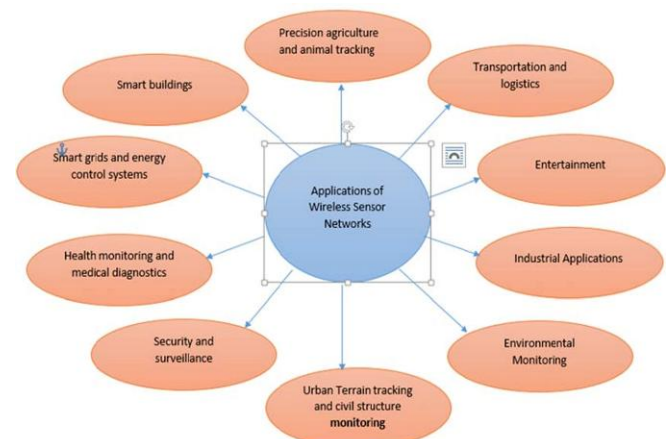 Precision agriculture
and animal tracking
Transportation and
logistics
Smart buildings
Smart grids and energy
control systems
Applications of
Wireless Sensor
Networks
Entertainment
Health monitoring and
medical diagnostics
Industrial Applications
Security and
surveillance
Environmental
Monitoring
Urban Terrain tracking
and civil structure
monitoring